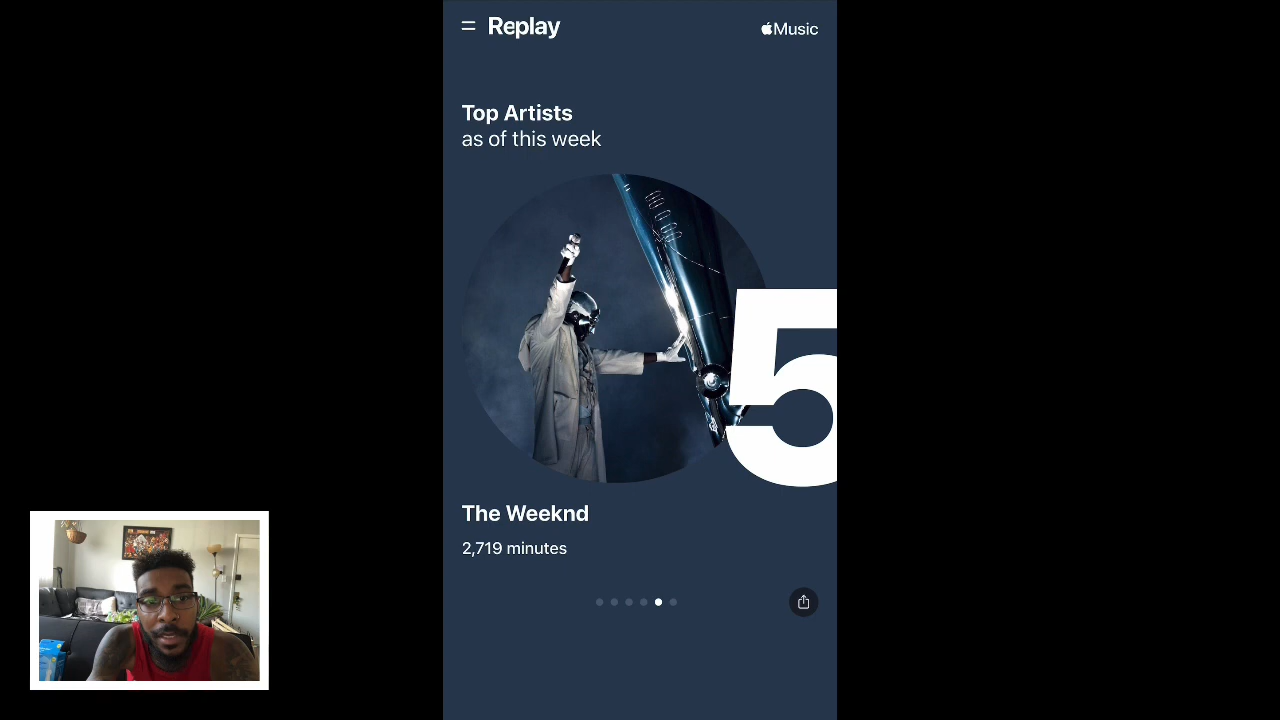 Replay
Music
Top Artists
as of this week
5
The Weeknd
2,719 minutes